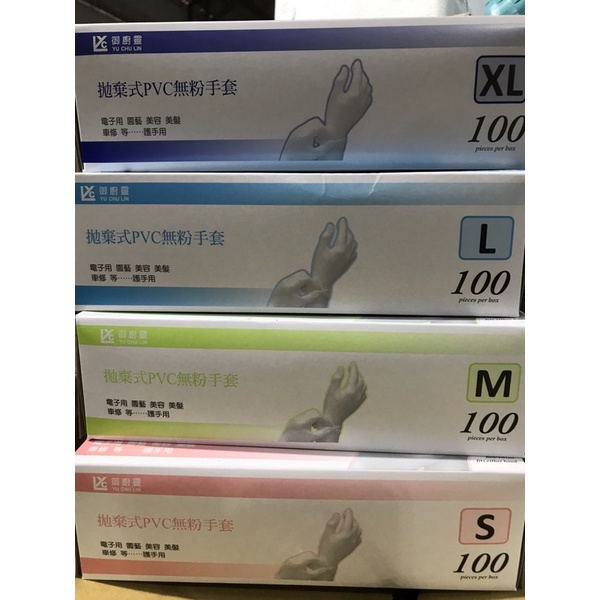 御廚靈
YU CHU LIN
拋棄式PVC無粉手套
電子用 園藝 美容 美髮
車修 等……護手用
XL
100
pieces per box
御廚靈
YU CHU LIN
拋棄式PVC無粉手套
電子用 園藝 美容 美髮
車修 等……護手用
L
100
pieces per box
御廚靈
YU CHU LIN
拋棄式PVC無粉手套
電子用 園藝 美容 美髮
車修 等……護手用
M
100
pieces per box
御廚靈
YU CHU LIN
拋棄式PVC無粉手套
電子用 園藝 美容 美髮
車修 等……護手用
S
100
pieces per box